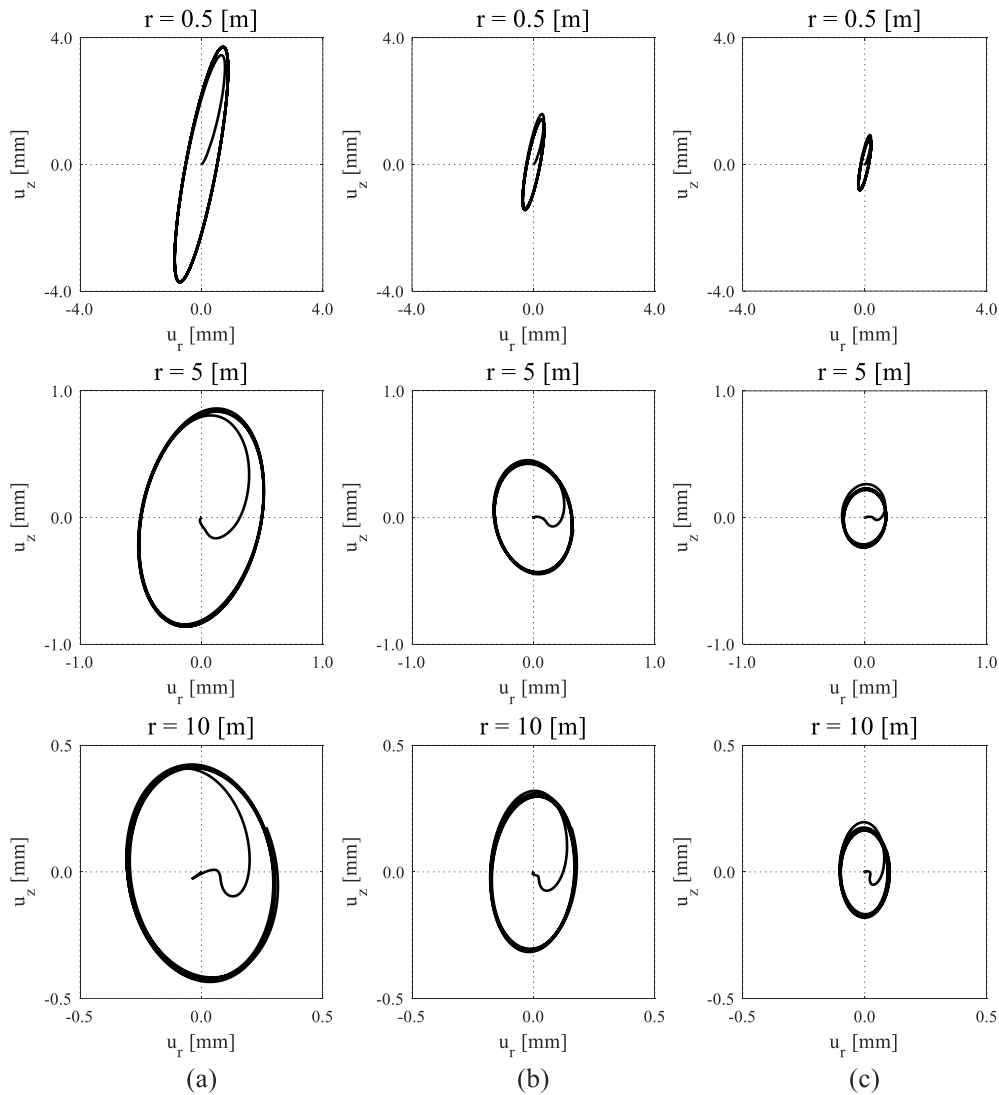 r = 0.5 [m] r = 0.5 [m] r = 0.5 [m]
4.0 4.0 4.0
u_z [mm] u_z [mm] u_z [mm]
0.0 0.0 0.0
-4.0 -4.0 -4.0
-4.0 0.0 4.0 -4.0 0.0 4.0 -4.0 0.0 4.0
u_r [mm] u_r [mm] u_r [mm]
r = 5 [m] r = 5 [m] r = 5 [m]
1.0 1.0 1.0
u_z [mm] u_z [mm] u_z [mm]
0.0 0.0 0.0
-1.0 -1.0 -1.0
-1.0 0.0 1.0 -1.0 0.0 1.0 -1.0 0.0 1.0
u_r [mm] u_r [mm] u_r [mm]
r = 10 [m] r = 10 [m] r = 10 [m]
0.5 0.5 0.5
u_z [mm] u_z [mm] u_z [mm]
0.0 0.0 0.0
-0.5 -0.5 -0.5
-0.5 0.0 0.5 -0.5 0.0 0.5 -0.5 0.0 0.5
u_r [mm] u_r [mm] u_r [mm]
(a) (b) (c)